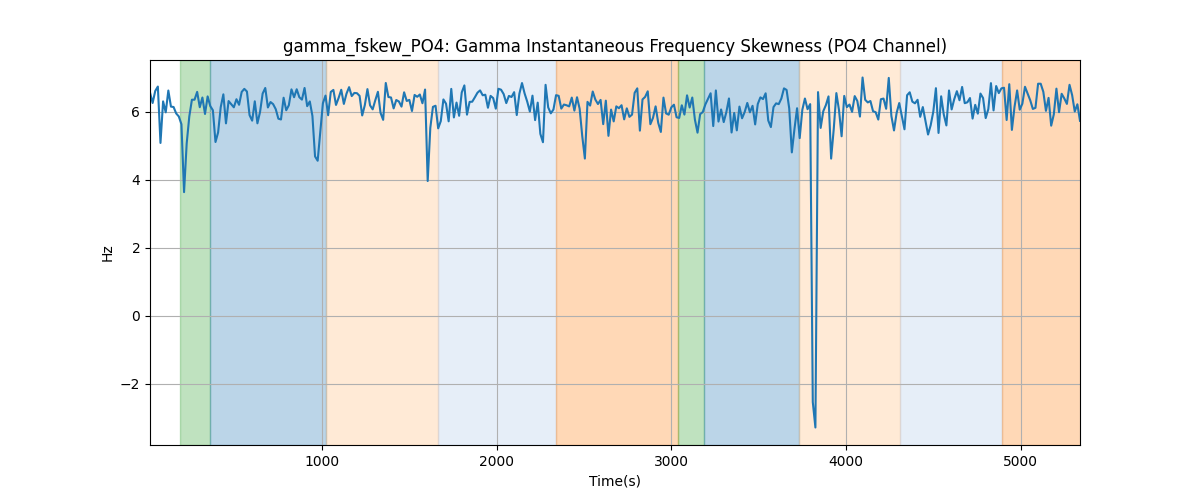 gamma_fskew_PO4: Gamma Instantaneous Frequency Skewness (PO4 Channel)
6
4
2
0
−2
Hz
1000 2000 3000 4000 5000
Time(s)